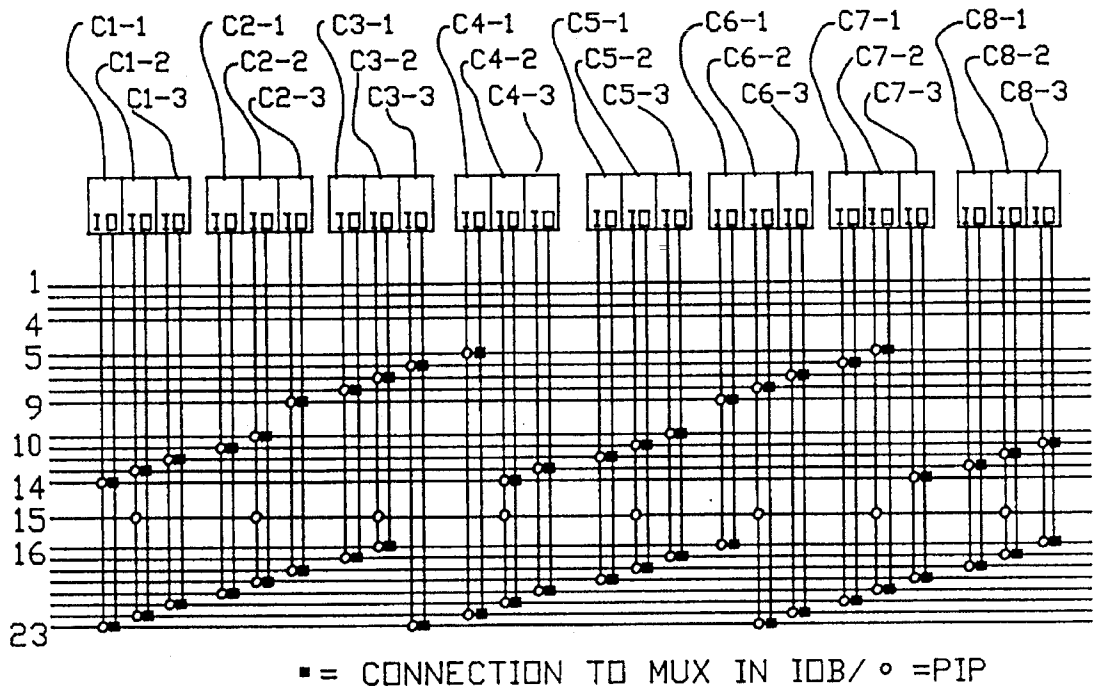 C1-1 C2-1 C3-1 C4-1 C5-1 C6-1 C7-1 C8-1
C1-2 C2-2 C3-2 C4-2 C5-2 C6-2 C7-2 C8-2
C1-3 C2-3 C3-3 C4-3 C5-3 C6-3 C7-3 C8-3
IO IO IO IO IO IO IO IO IO IO IO IO IO IO IO IO IO IO IO IO IO IO IO IO
1
4
5
9
10
14
15
16
23
■ = CONNECTION TO MUX IN IOB/ ○ =PIP